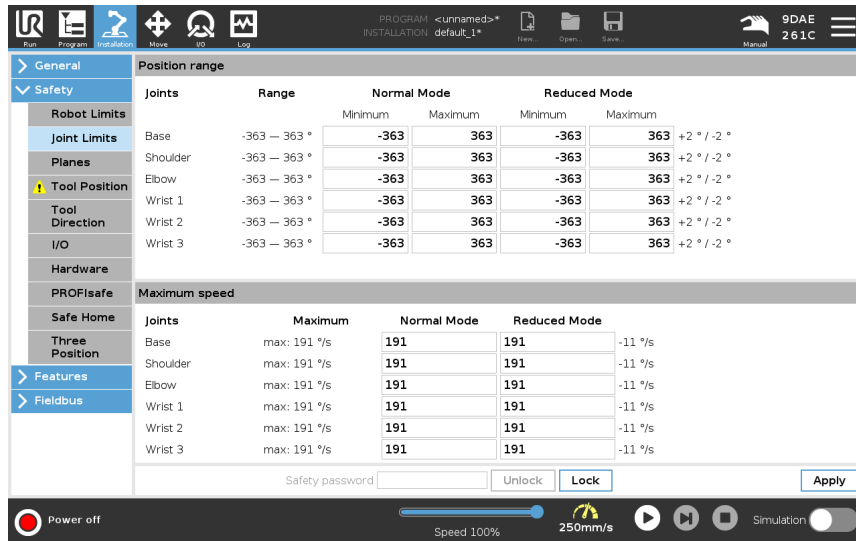 UR
PROGRAM <unnamed>*
INSTALLATION default_1*
9DAE
261C
Run Program Installation Move I/O Log New... Open... Save... Manual
General
Safety
Robot Limits
Joint Limits
Planes
Tool Position
Tool
Direction
I/O
Hardware
PROFIsafe
Safe Home
Three
Position
Features
Fieldbus
Position range
Joints Range Normal Mode Reduced Mode
Minimum Maximum Minimum Maximum
Base -363 — 363 ° -363 363 -363 363 +2 ° / -2 °
Shoulder -363 — 363 ° -363 363 -363 363 +2 ° / -2 °
Elbow -363 — 363 ° -363 363 -363 363 +2 ° / -2 °
Wrist 1 -363 — 363 ° -363 363 -363 363 +2 ° / -2 °
Wrist 2 -363 — 363 ° -363 363 -363 363 +2 ° / -2 °
Wrist 3 -363 — 363 ° -363 363 -363 363 +2 ° / -2 °
Maximum speed
Joints Maximum Normal Mode Reduced Mode
Base max: 191 °/s 191 191 -11 °/s
Shoulder max: 191 °/s 191 191 -11 °/s
Elbow max: 191 °/s 191 191 -11 °/s
Wrist 1 max: 191 °/s 191 191 -11 °/s
Wrist 2 max: 191 °/s 191 191 -11 °/s
Wrist 3 max: 191 °/s 191 191 -11 °/s
Safety password Unlock Lock Apply
Power off
Speed 100%
250mm/s
Simulation